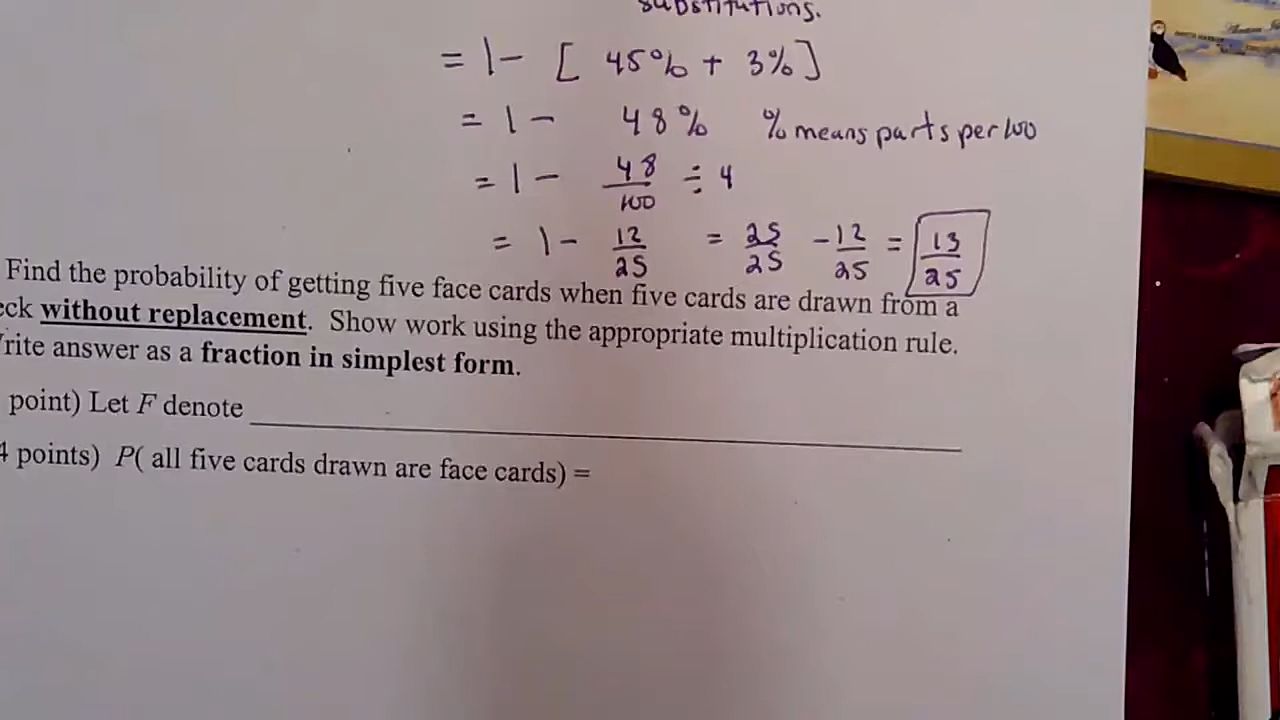 substitutions.
= 1 - [ 45% + 3% ]
= 1 - 48% % means parts per 100
= 1 - 48/100 ÷ 4
= 1 - 12/25 = 25/25 - 12/25 = 13/25
Find the probability of getting five face cards when five cards are drawn from a
eck without replacement. Show work using the appropriate multiplication rule.
rite answer as a fraction in simplest form.
point) Let F denote
4 points) P( all five cards drawn are face cards) =